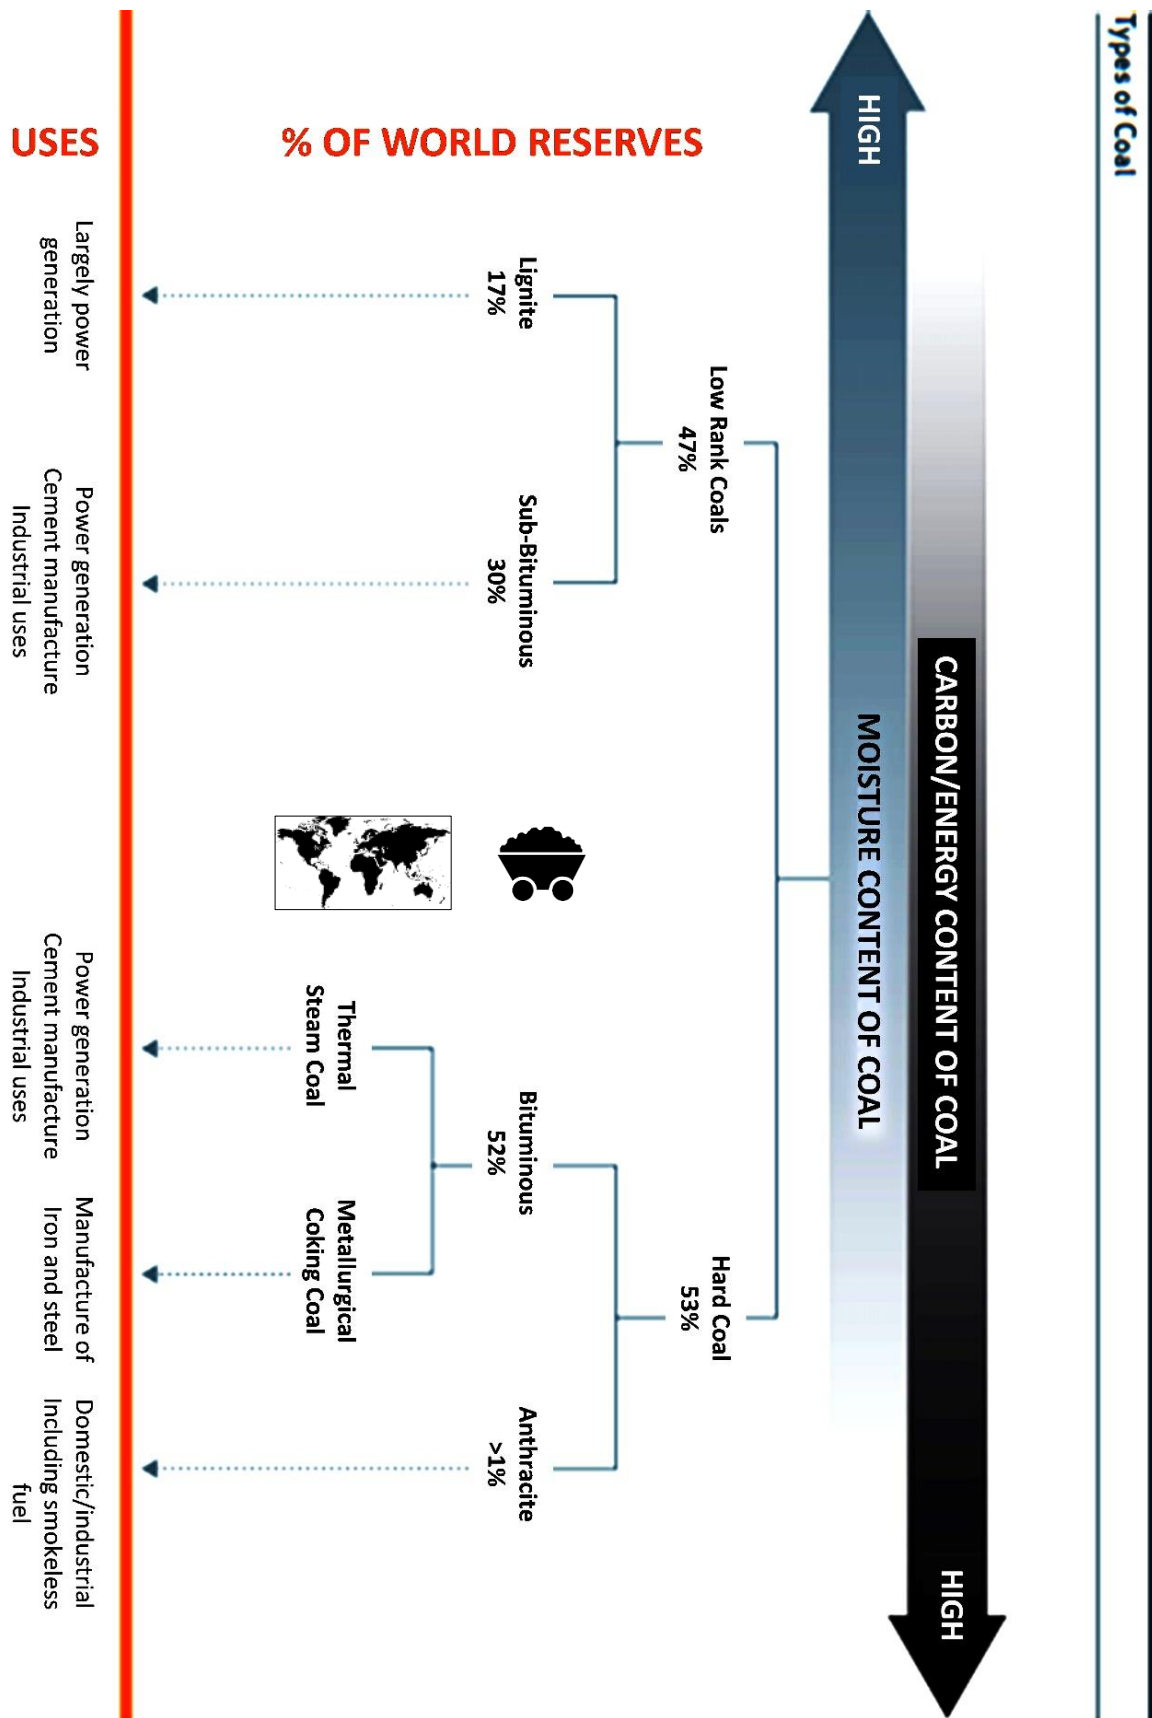 Types of Coal
CARBON/ENERGY CONTENT OF COAL
HIGH
HIGH
MOISTURE CONTENT OF COAL
% OF WORLD RESERVES
Low Rank Coals
47%
Hard Coal
53%
Lignite
17%
Sub-Bituminous
30%
Bituminous
52%
Anthracite
>1%
Thermal
Steam Coal
Metallurgical
Coking Coal
USES
Largely power
generation
Power generation
Cement manufacture
Industrial uses
Power generation
Cement manufacture
Industrial uses
Manufacture of
Iron and steel
Domestic/industrial
Including smokeless
fuel